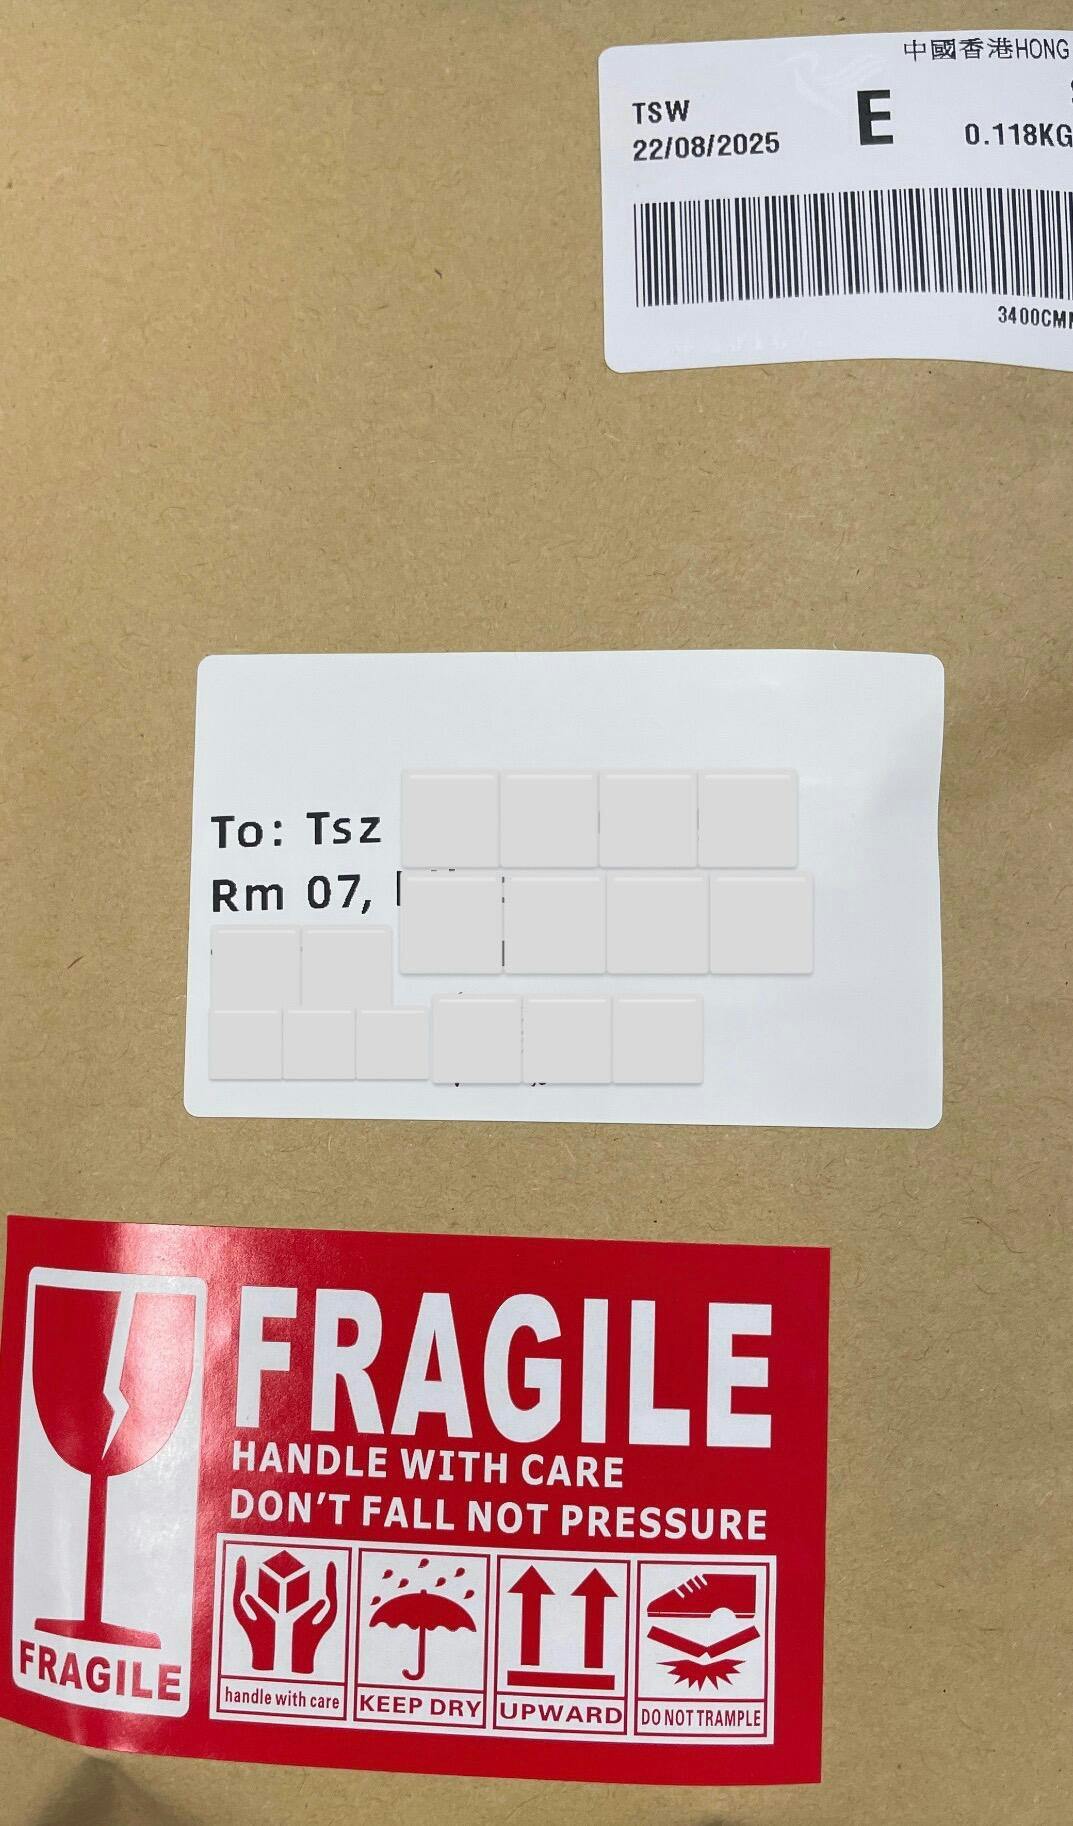 中國香港HONG
TSW
E
22/08/2025
0.118KG
3400CM
To: Tsz
Rm 07,
FRAGILE
HANDLE WITH CARE
DON'T FALL NOT PRESSURE
FRAGILE
handle with care
KEEP DRY
UPWARD
DO NOT TRAMPLE